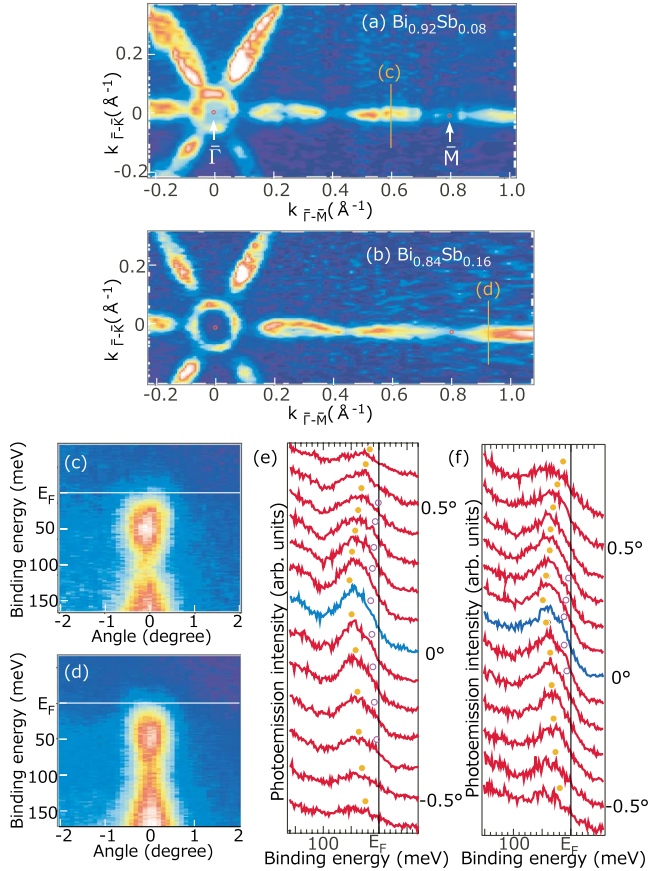 (a) Bi0.92Sb0.08
k Γ̄-K̄ (Å-1)
0.2
0
-0.2
(c)
Γ̄
M̄
-0.2 0 0.2 0.4 0.6 0.8 1.0
k Γ̄-M̄ (Å-1)
(b) Bi0.84Sb0.16
k Γ̄-K̄ (Å-1)
0.2
0
(d)
-0.2 0 0.2 0.4 0.6 0.8 1.0
k Γ̄-M̄ (Å-1)
(c)
Binding energy (meV)
EF
50
100
150
-2 -1 0 1 2
Angle (degree)
(d)
Binding energy (meV)
EF
50
100
150
-2 -1 0 1 2
Angle (degree)
(e)
Photoemission intensity (arb. units)
0.5°
0°
-0.5°
100 EF
Binding energy (meV)
(f)
Photoemission intensity (arb. units)
0.5°
0°
-0.5°
100 EF
Binding energy (meV)